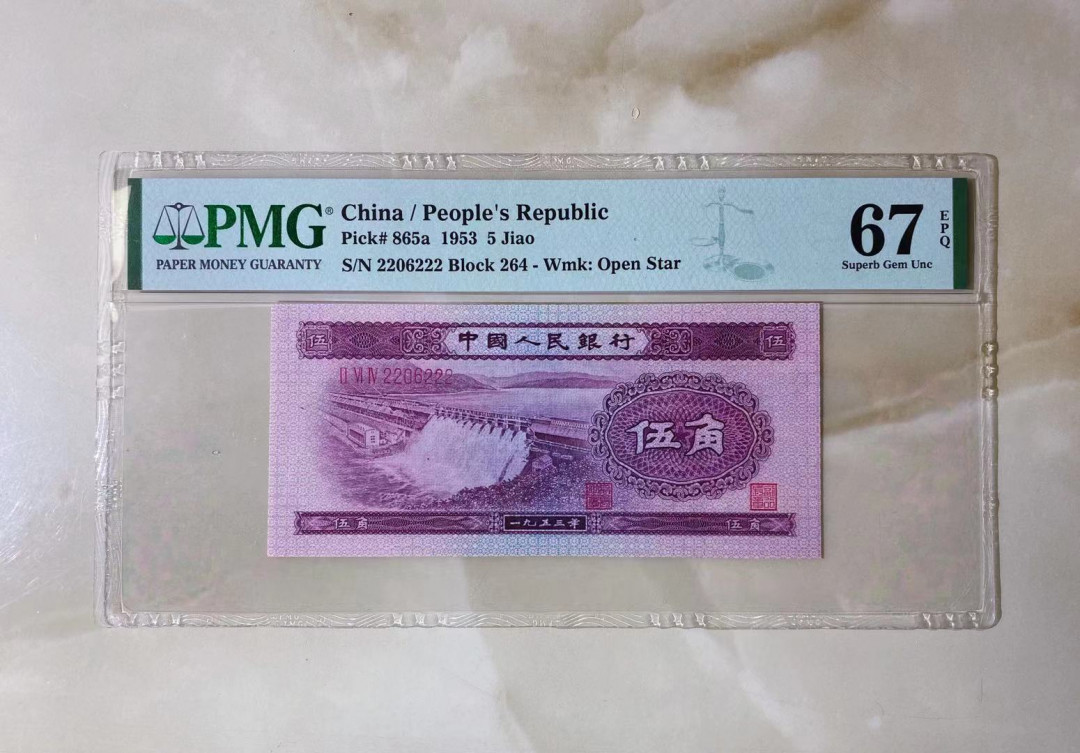 PMG®
PAPER MONEY GUARANTY
China / People's Republic
Pick# 865a 1953 5 Jiao
S/N 2206222 Block 264 - Wmk: Open Star
67 EPQ
Superb Gem Unc
伍 中國人民銀行 伍
II VI IV 2206222
伍角
伍角 一九五三年 伍角